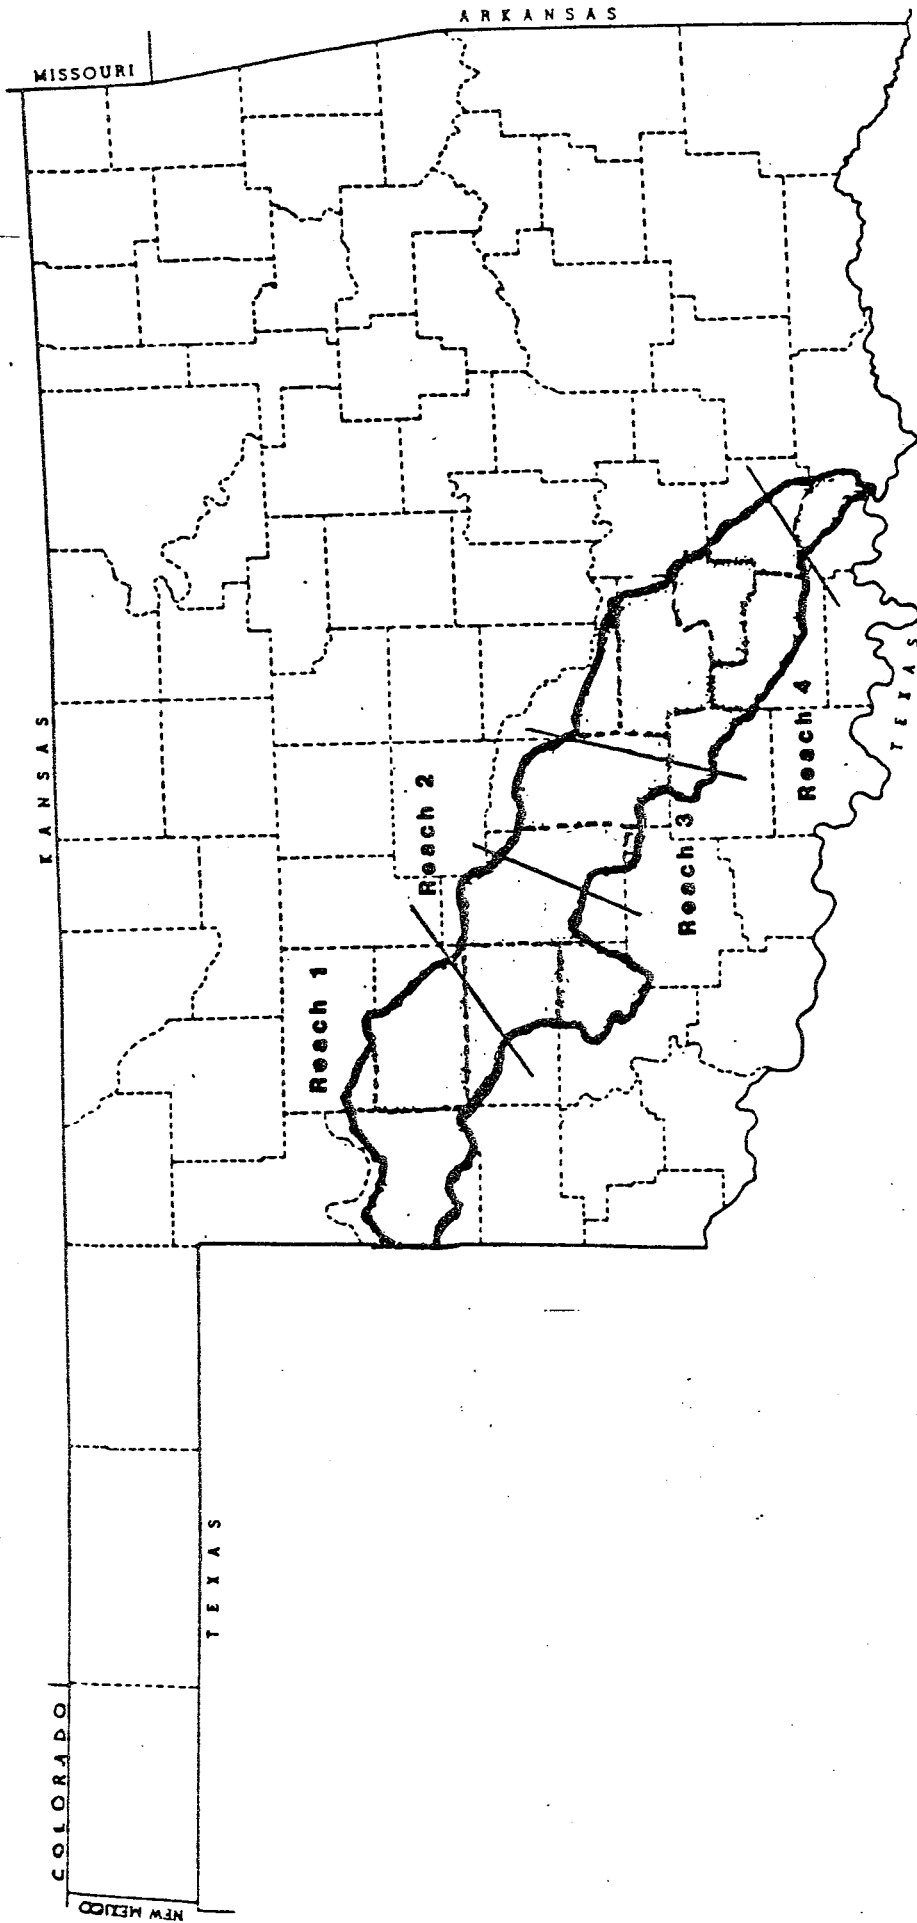 COLORADO
KANSAS
MISSOURI
ARKANSAS
NEW MEXICO
TEXAS
Reach 1
Reach 2
Reach 3
Reach 4
TEXAS